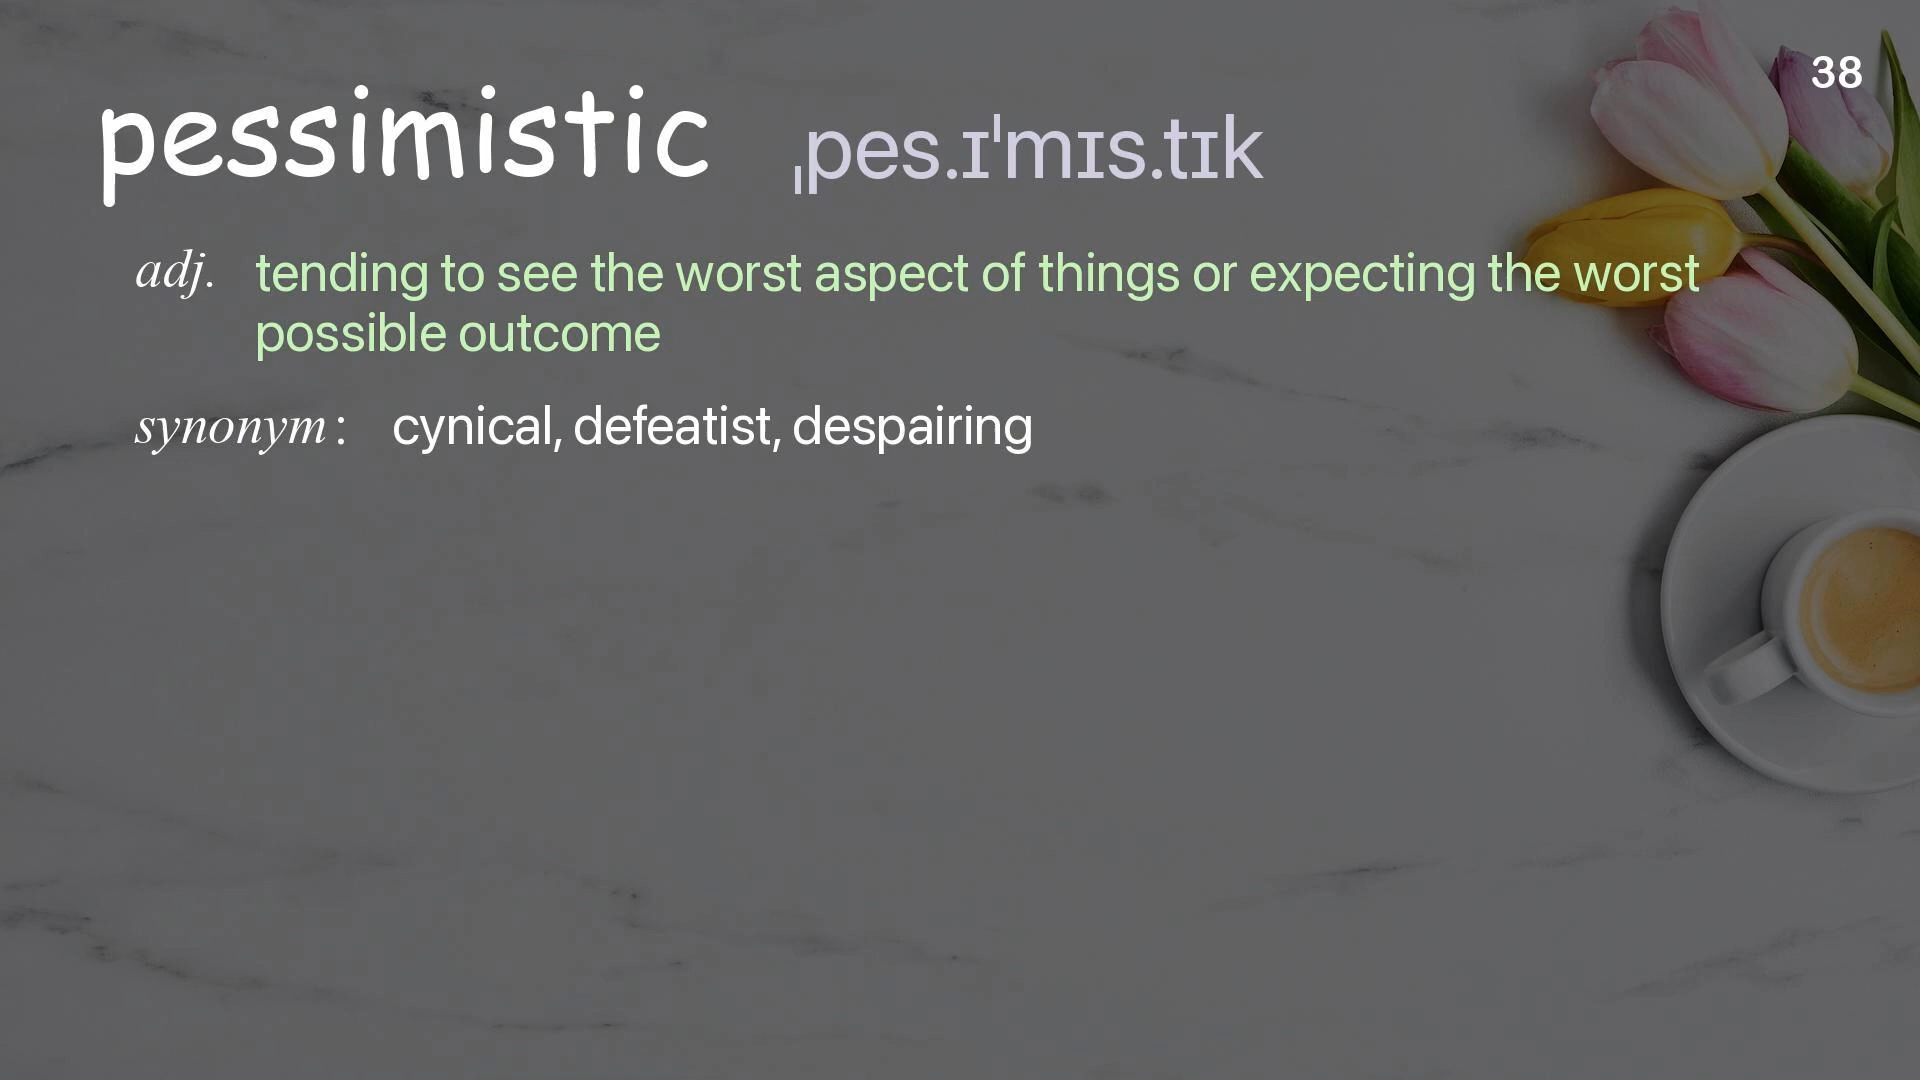 38
pessimistic ˌpes.ɪˈmɪs.tɪk
adj. tending to see the worst aspect of things or expecting the worst
possible outcome
synonym : cynical, defeatist, despairing